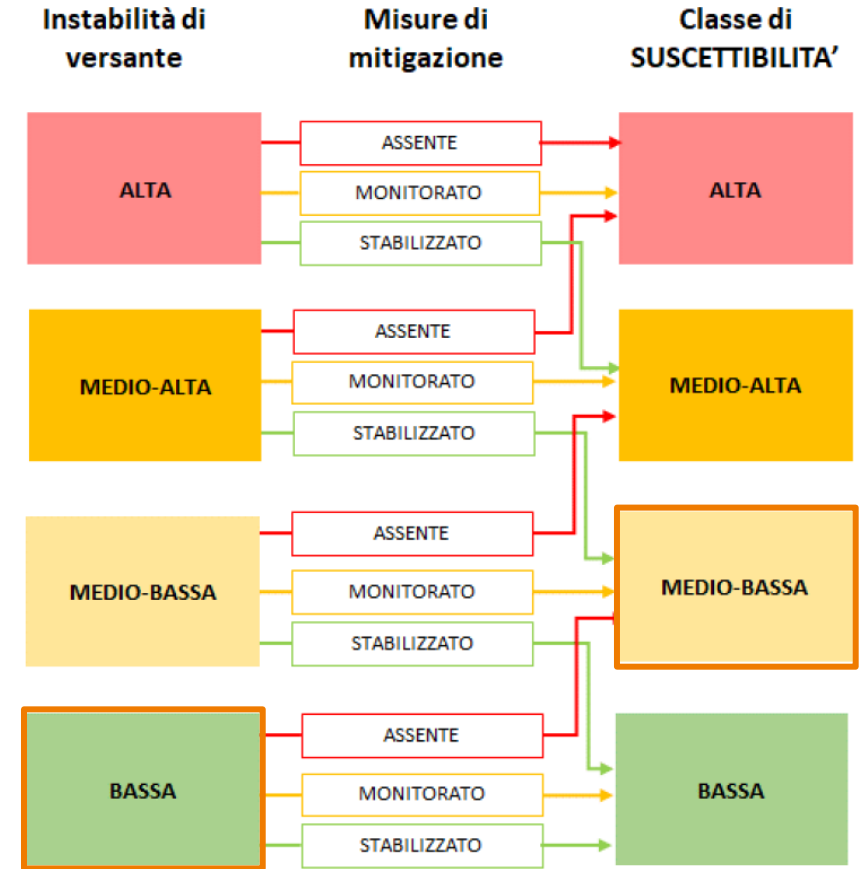 Instabilità di
versante
Misure di
mitigazione
Classe di
SUSCETTIBILITA'
ALTA
ASSENTE
MONITORATO
STABILIZZATO
ALTA
MEDIO-ALTA
ASSENTE
MONITORATO
STABILIZZATO
MEDIO-ALTA
MEDIO-BASSA
ASSENTE
MONITORATO
STABILIZZATO
MEDIO-BASSA
BASSA
ASSENTE
MONITORATO
STABILIZZATO
BASSA